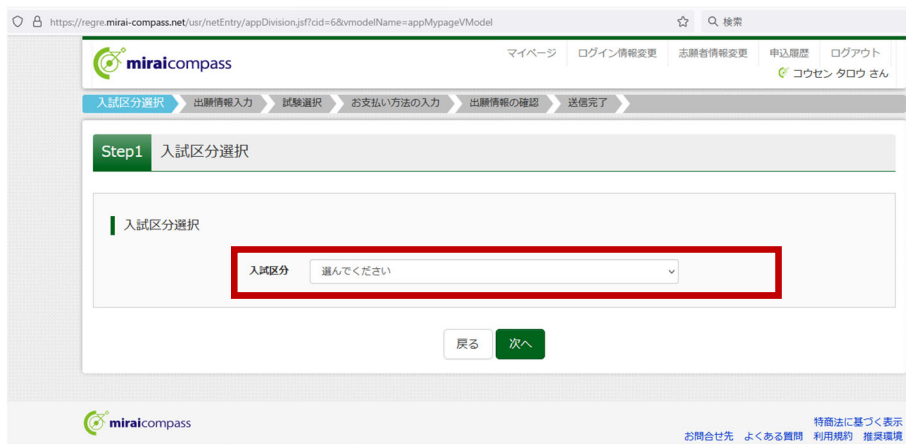 https://regre.mirai-compass.net/usr/netEntry/appDivision.jsf?cid=6&vmodelName=appMypageVModel 検索
miraicompass
マイページ ログイン情報変更 志願者情報変更 申込履歴 ログアウト
コウセン タロウ さん
入試区分選択 出願情報入力 試験選択 お支払い方法の入力 出願情報の確認 送信完了
Step1 入試区分選択
入試区分選択
入試区分 選んでください
戻る 次へ
miraicompass
特商法に基づく表示
お問合せ先 よくある質問 利用規約 推奨環境